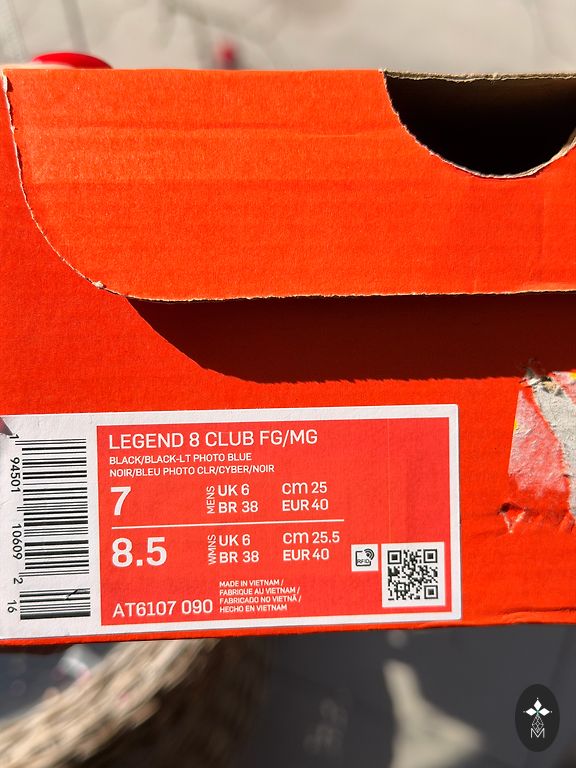 LEGEND 8 CLUB FG/MG
BLACK/BLACK-LT PHOTO BLUE
NOIR/BLEU PHOTO CLR/CYBER/NOIR
7 MENS UK 6 CM 25
BR 38 EUR 40
8.5 WMNS UK 6 CM 25.5
BR 38 EUR 40
RFID
AT6107 090
MADE IN VIETNAM /
FABRIQUE AU VIETNAM /
FABRICADO NO VIETNÃ /
HECHO EN VIETNAM
1 94501 10609 2 16
M